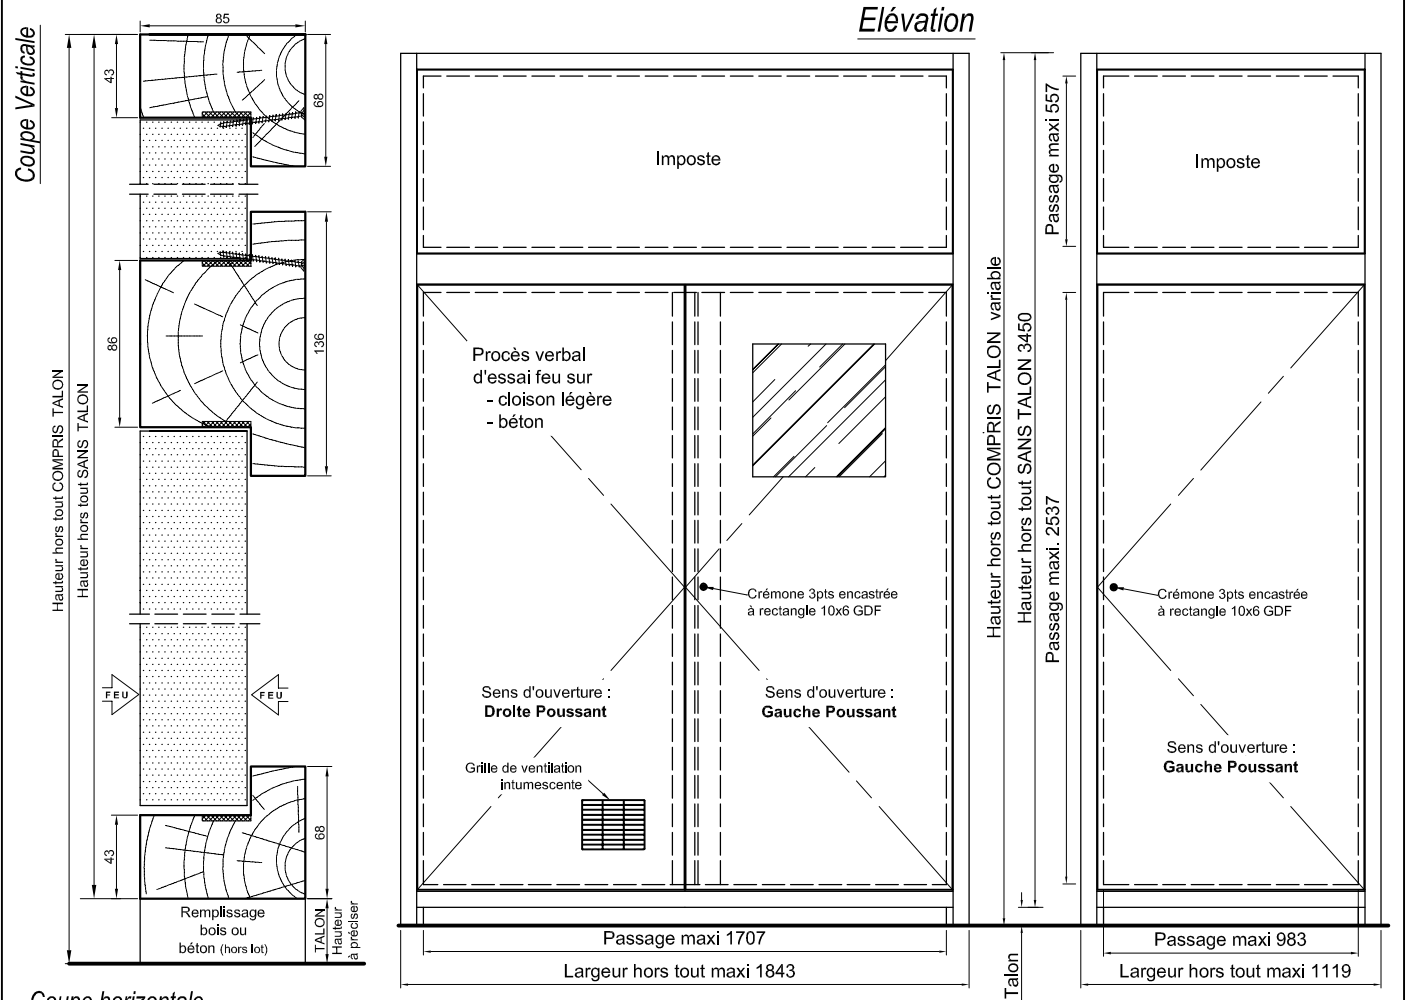 Coupe Verticale
85
43
68
86
136
Hauteur hors tout COMPRIS TALON
Hauteur hors tout SANS TALON
FEU
FEU
43
68
Remplissage
bois ou
béton (hors lot)
TALON
Hauteur
à préciser
Coupe horizontale
Elévation
Imposte
Procès verbal
d'essai feu sur
- cloison légère
- béton
Crémone 3pts encastrée
à rectangle 10x6 GDF
Sens d'ouverture :
Droite Poussant
Sens d'ouverture :
Gauche Poussant
Grille de ventilation
intumescente
Passage maxi 1707
Largeur hors tout maxi 1843
Hauteur hors tout COMPRIS TALON variable
Hauteur hors tout SANS TALON 3450
Passage maxi 557
Passage maxi. 2537
Talon
Imposte
Crémone 3pts encastrée
à rectangle 10x6 GDF
Sens d'ouverture :
Gauche Poussant
Passage maxi 983
Largeur hors tout maxi 1119